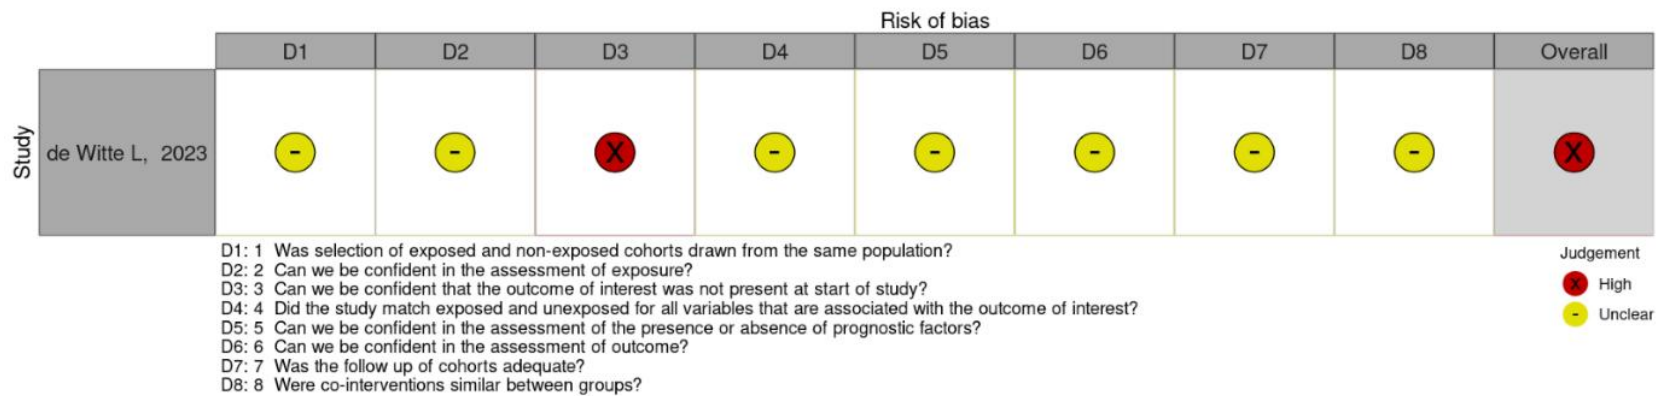 Risk of bias
D1 D2 D3 D4 D5 D6 D7 D8 Overall
Study
de Witte L, 2023 - - X - - - - - X
D1: 1 Was selection of exposed and non-exposed cohorts drawn from the same population?
D2: 2 Can we be confident in the assessment of exposure?
D3: 3 Can we be confident that the outcome of interest was not present at start of study?
D4: 4 Did the study match exposed and unexposed for all variables that are associated with the outcome of interest?
D5: 5 Can we be confident in the assessment of the presence or absence of prognostic factors?
D6: 6 Can we be confident in the assessment of outcome?
D7: 7 Was the follow up of cohorts adequate?
D8: 8 Were co-interventions similar between groups?
Judgement
X High
- Unclear